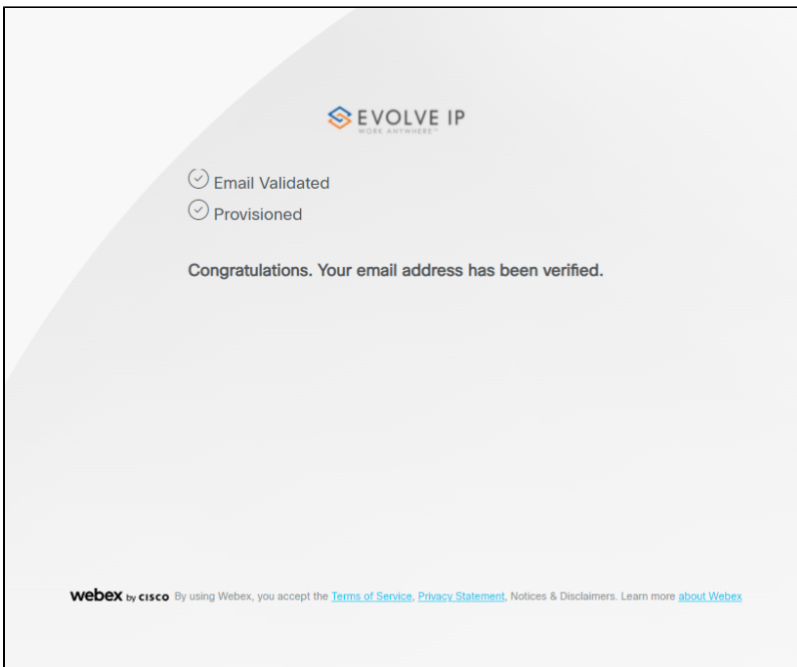 EVOLVE IP
WORK ANYWHERE™
Email Validated
Provisioned
Congratulations. Your email address has been verified.
webex by CISCO By using Webex, you accept the Terms of Service, Privacy Statement, Notices & Disclaimers. Learn more about Webex